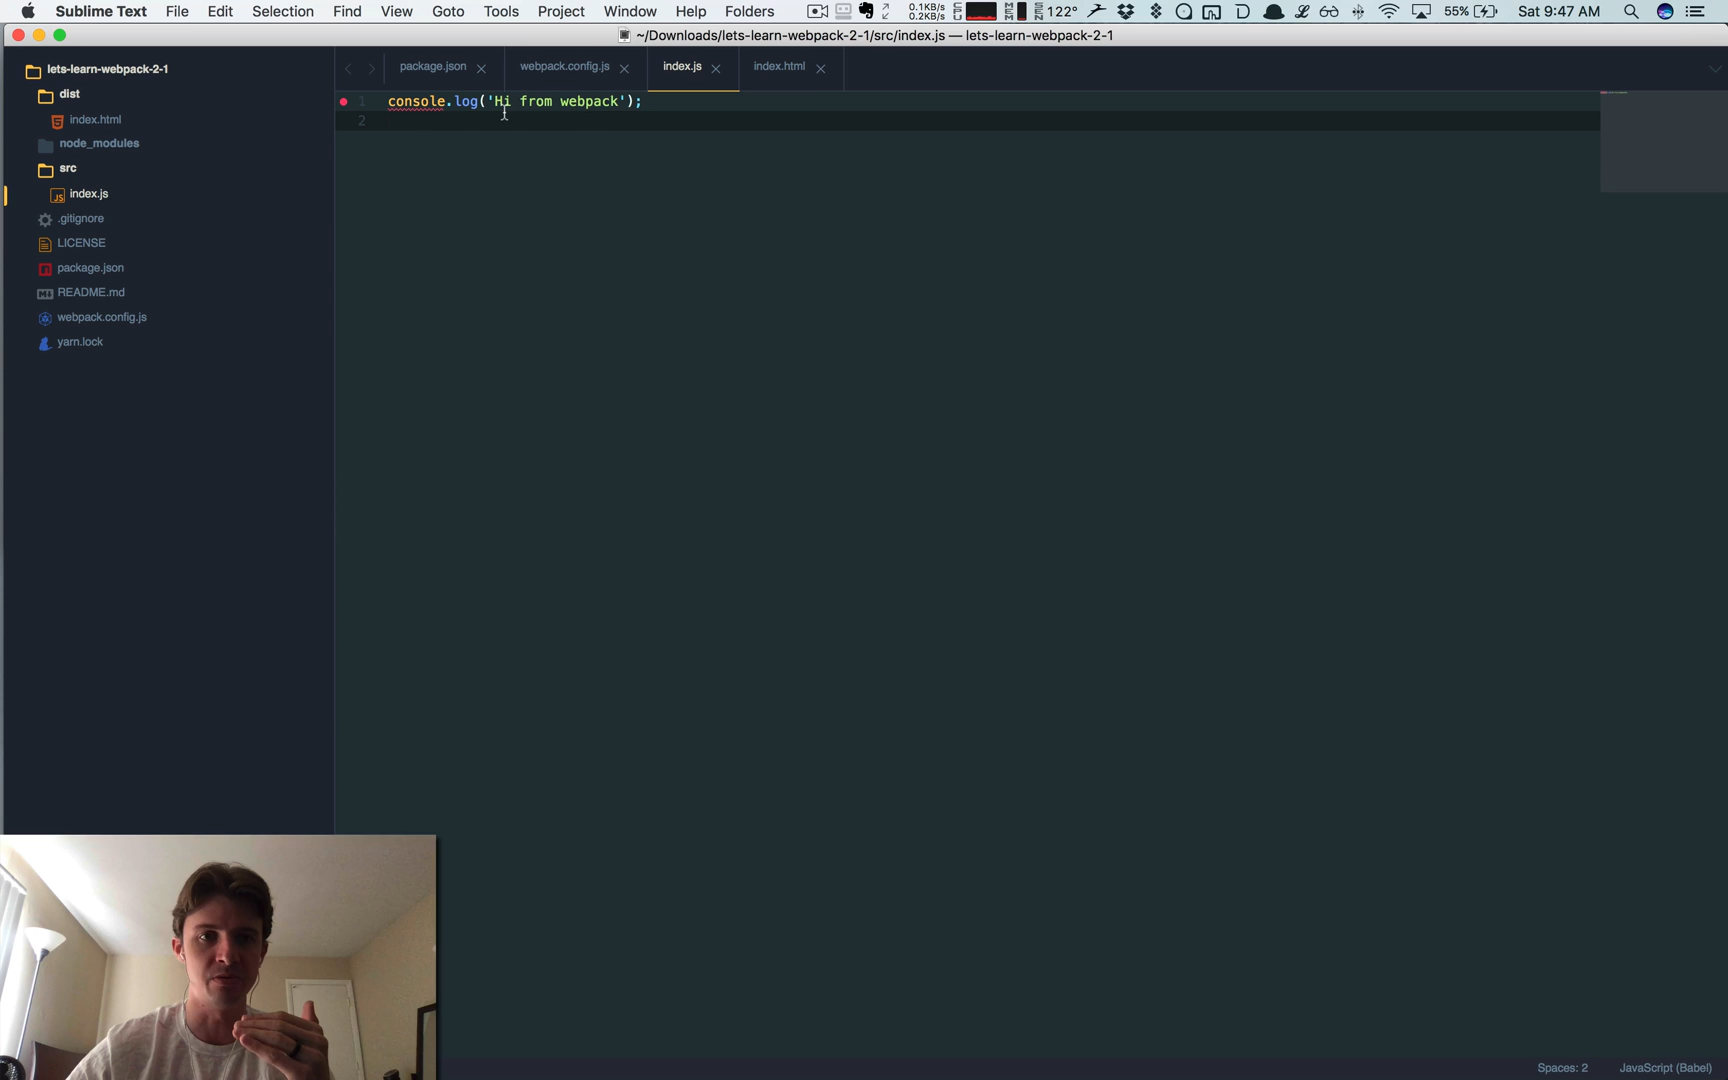 Sublime Text File Edit Selection Find View Goto Tools Project Window Help Folders 0.1KB/s 0.2KB/s CPU MEM SEN 122° 55% Sat 9:47 AM
~/Downloads/lets-learn-webpack-2-1/src/index.js — lets-learn-webpack-2-1
lets-learn-webpack-2-1
dist
index.html
node_modules
src
JS index.js
.gitignore
LICENSE
package.json
README.md
webpack.config.js
yarn.lock
package.json webpack.config.js index.js index.html
1 console.log('Hi from webpack');
2
Spaces: 2 JavaScript (Babel)